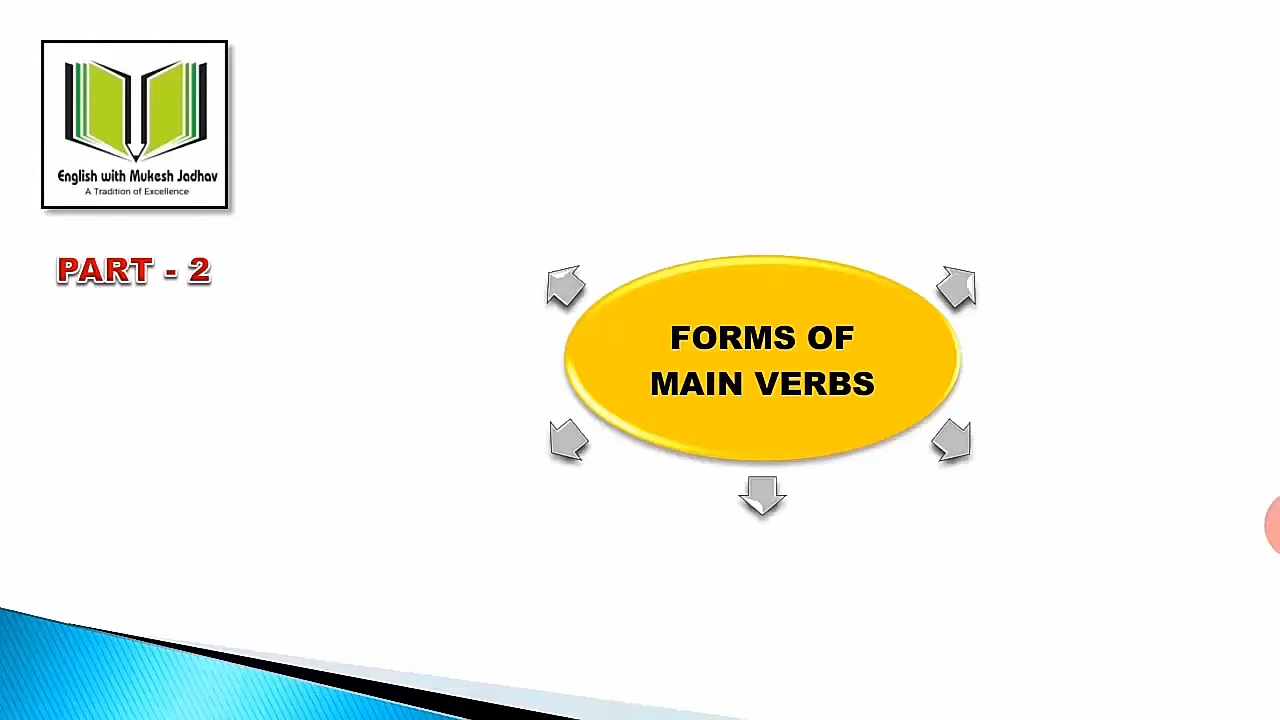 English with Mukesh Jadhav
A Tradition of Excellence
PART - 2
FORMS OF
MAIN VERBS